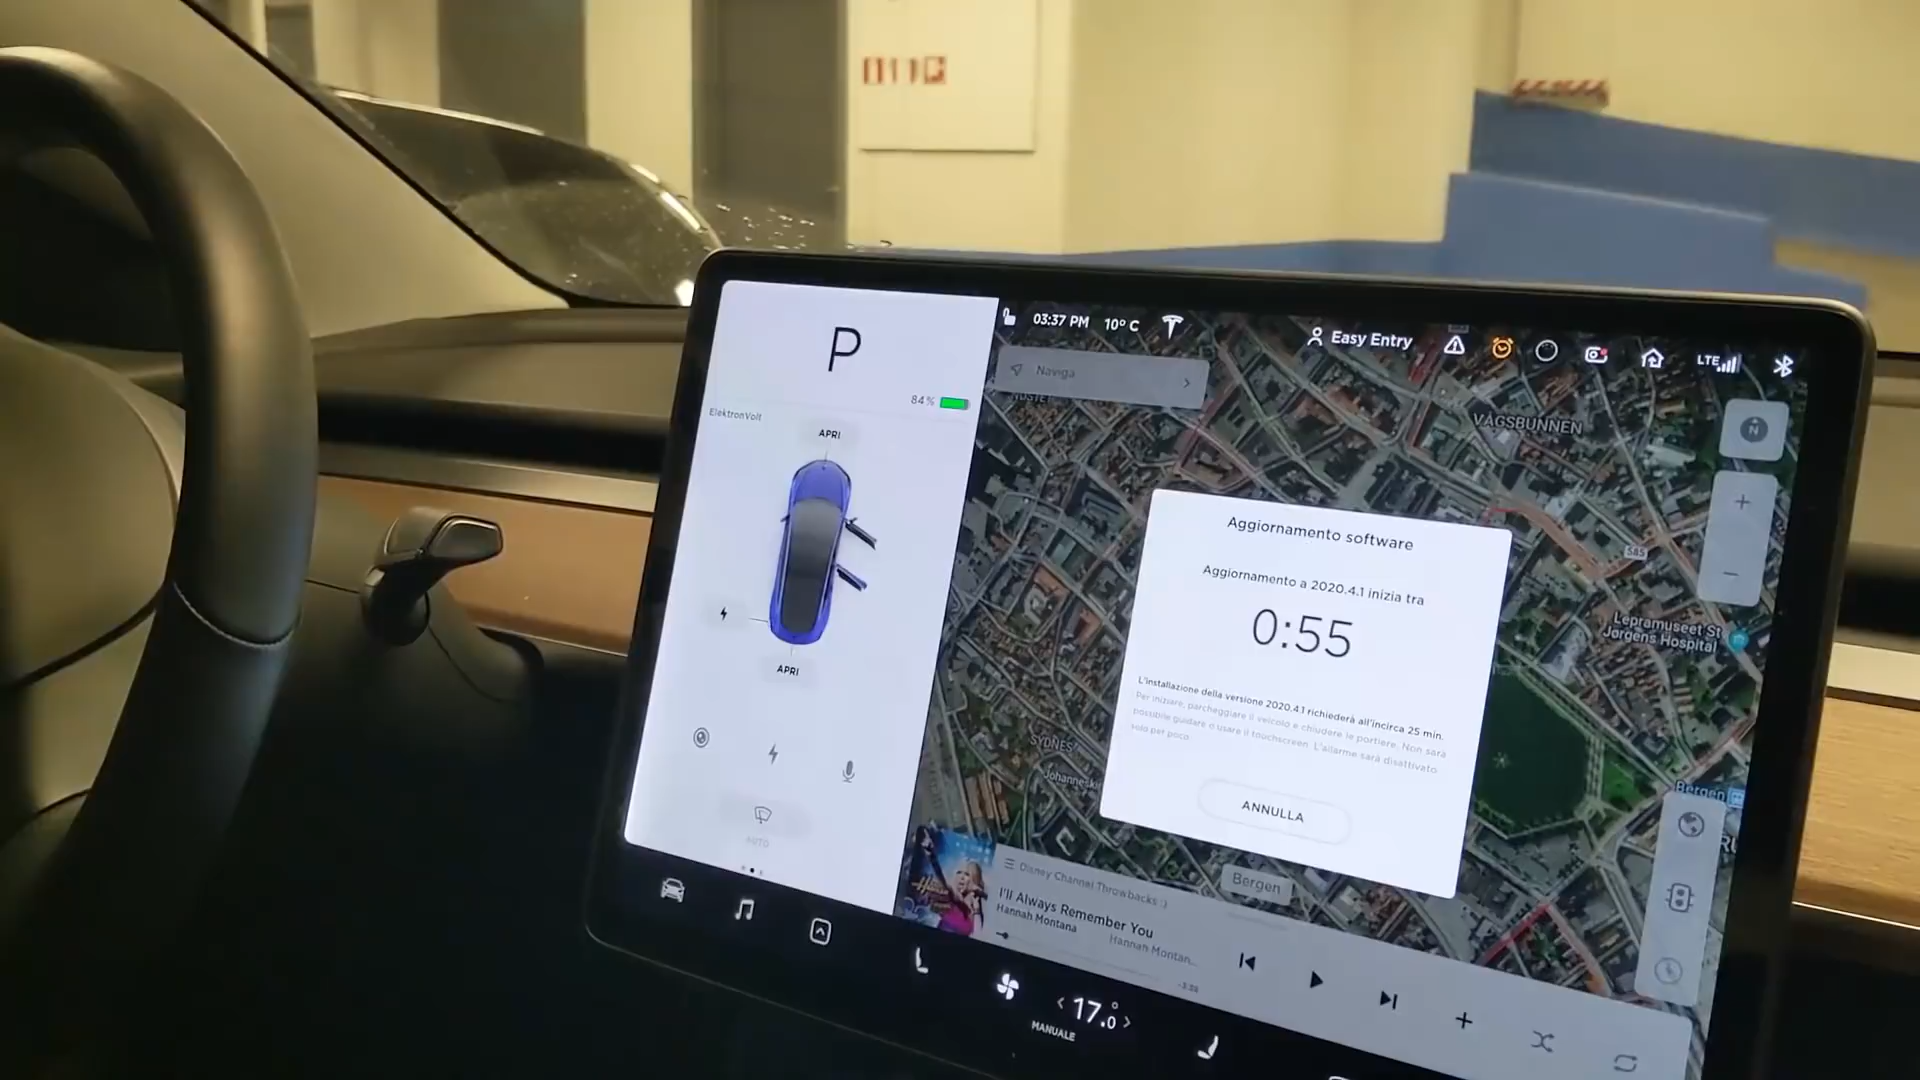 P
84 %
ElektronVolt
APRI
APRI
AUTO
03:37 PM 10° C
Easy Entry
LTE
Naviga
N
VÅGSBUNNEN
585
Lepramuseet St
Jørgens Hospital
SYDNES
Bergen
Bergen
Aggiornamento software
Aggiornamento a 2020.4.1 inizia tra
0:55
L'installazione della versione 2020.4.1 richiederà all'incirca 25 min.
Per iniziare, parcheggiare il veicolo e chiudere le portiere. Non sarà
possibile guidare o usare il touchscreen. L'allarme sarà disattivato
solo per poco.
ANNULLA
Disney Channel Throwbacks :)
I'll Always Remember You
Hannah Montana
Hannah Montan...
17.0
MANUALE